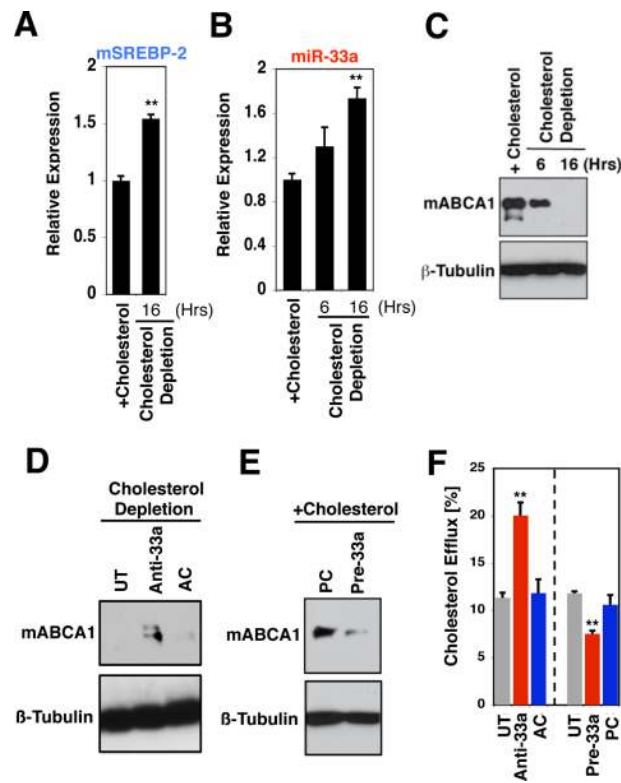 A
mSREBP-2
Relative Expression
2
1.5
1
0.5
0
**
+Cholesterol
16 (Hrs)
Cholesterol
Depletion
B
miR-33a
Relative Expression
2
1.6
1.2
0.8
0.4
0
**
+Cholesterol
6 16 (Hrs)
Cholesterol
Depletion
C
+ Cholesterol
Cholesterol
Depletion
6 16 (Hrs)
mABCA1
β-Tubulin
D
Cholesterol
Depletion
UT
Anti-33a
AC
mABCA1
ß-Tubulin
E
+Cholesterol
PC
Pre-33a
mABCA1
ß-Tubulin
F
Cholesterol Efflux [%]
25
20
15
10
5
0
**
**
UT
Anti-33a
AC
UT
Pre-33a
PC